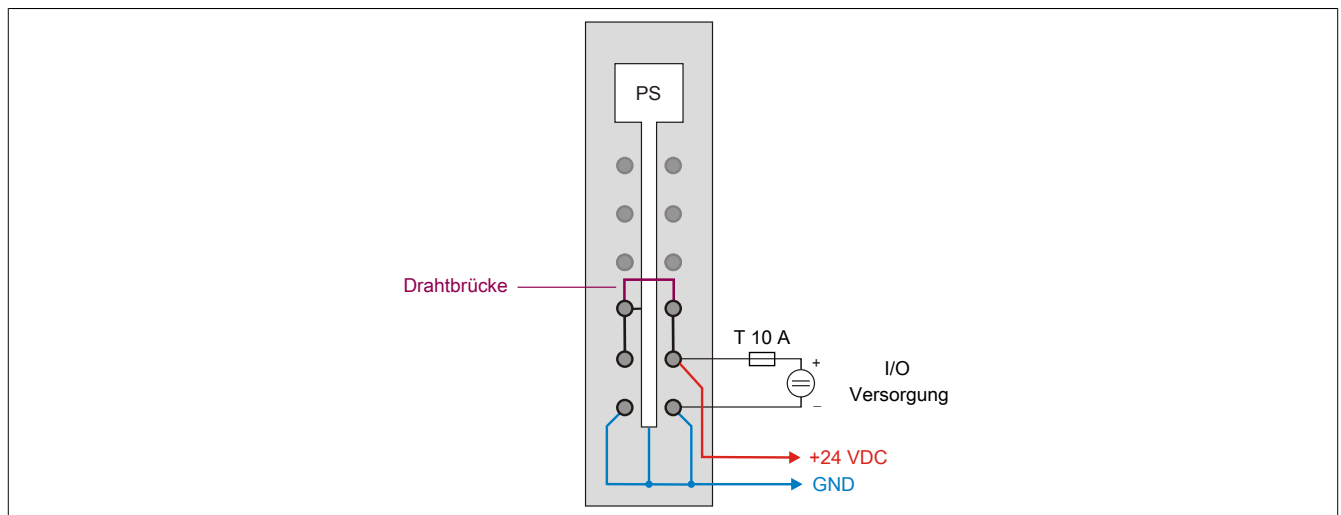 PS
Drahtbrücke
T 10 A
+
I/O
Versorgung
–
+24 VDC
GND